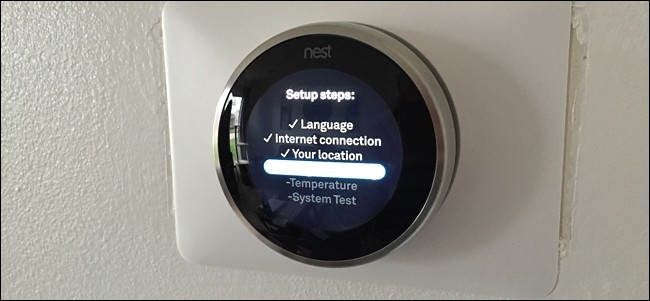 nest
Setup steps:
✓ Language
✓ Internet connection
✓ Your location
-Temperature
-System Test